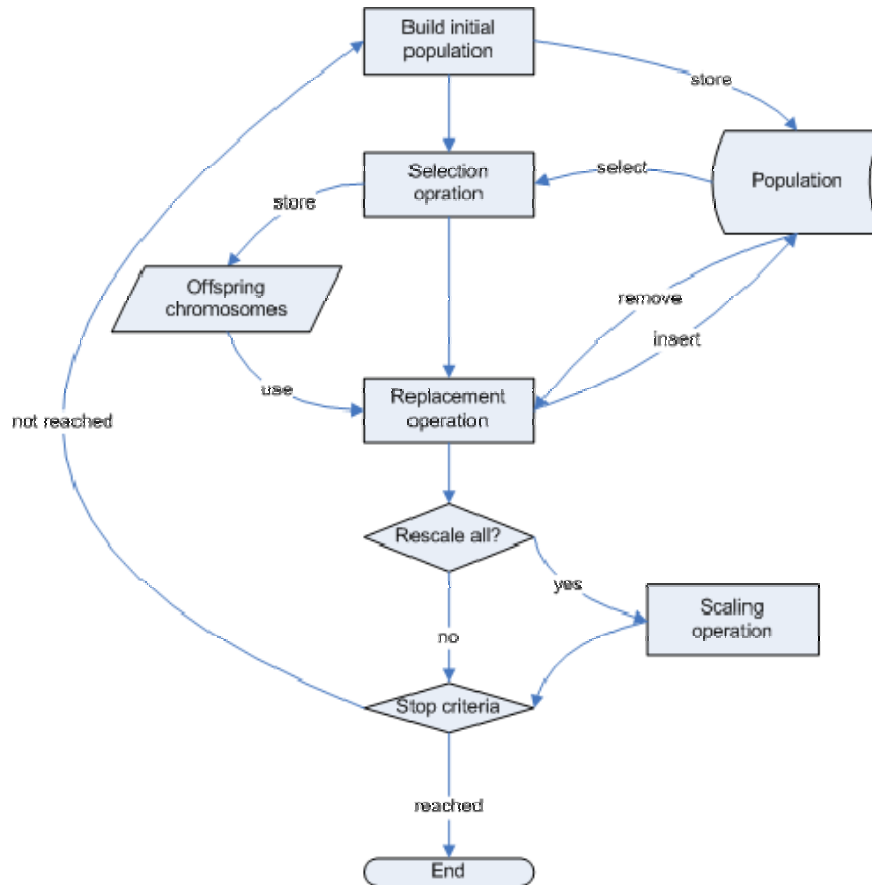 Build initial
population
store
Selection
opration
select
Population
store
Offspring
chromosomes
remove
insert
use
Replacement
operation
not reached
Rescale all?
yes
Scaling
operation
no
Stop criteria
reached
End